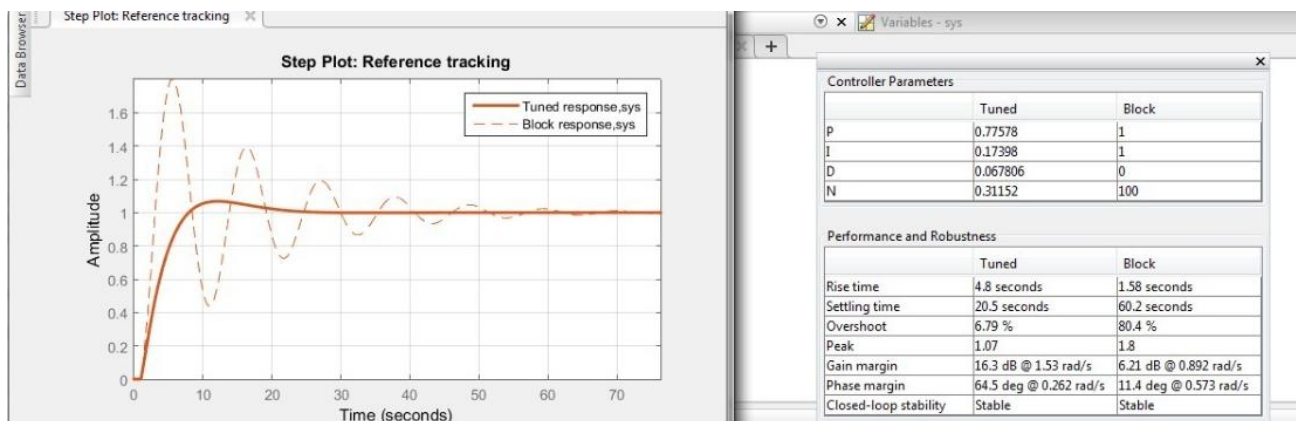 Data Browser
Step Plot: Reference tracking
Step Plot: Reference tracking
Tuned response,sys
Block response,sys
Amplitude
1.6
1.4
1.2
1
0.8
0.6
0.4
0.2
0
0 10 20 30 40 50 60 70
Time (seconds)
Variables - sys
Controller Parameters
Tuned Block
P 0.77578 1
I 0.17398 1
D 0.067806 0
N 0.31152 100
Performance and Robustness
Tuned Block
Rise time 4.8 seconds 1.58 seconds
Settling time 20.5 seconds 60.2 seconds
Overshoot 6.79 % 80.4 %
Peak 1.07 1.8
Gain margin 16.3 dB @ 1.53 rad/s 6.21 dB @ 0.892 rad/s
Phase margin 64.5 deg @ 0.262 rad/s 11.4 deg @ 0.573 rad/s
Closed-loop stability Stable Stable